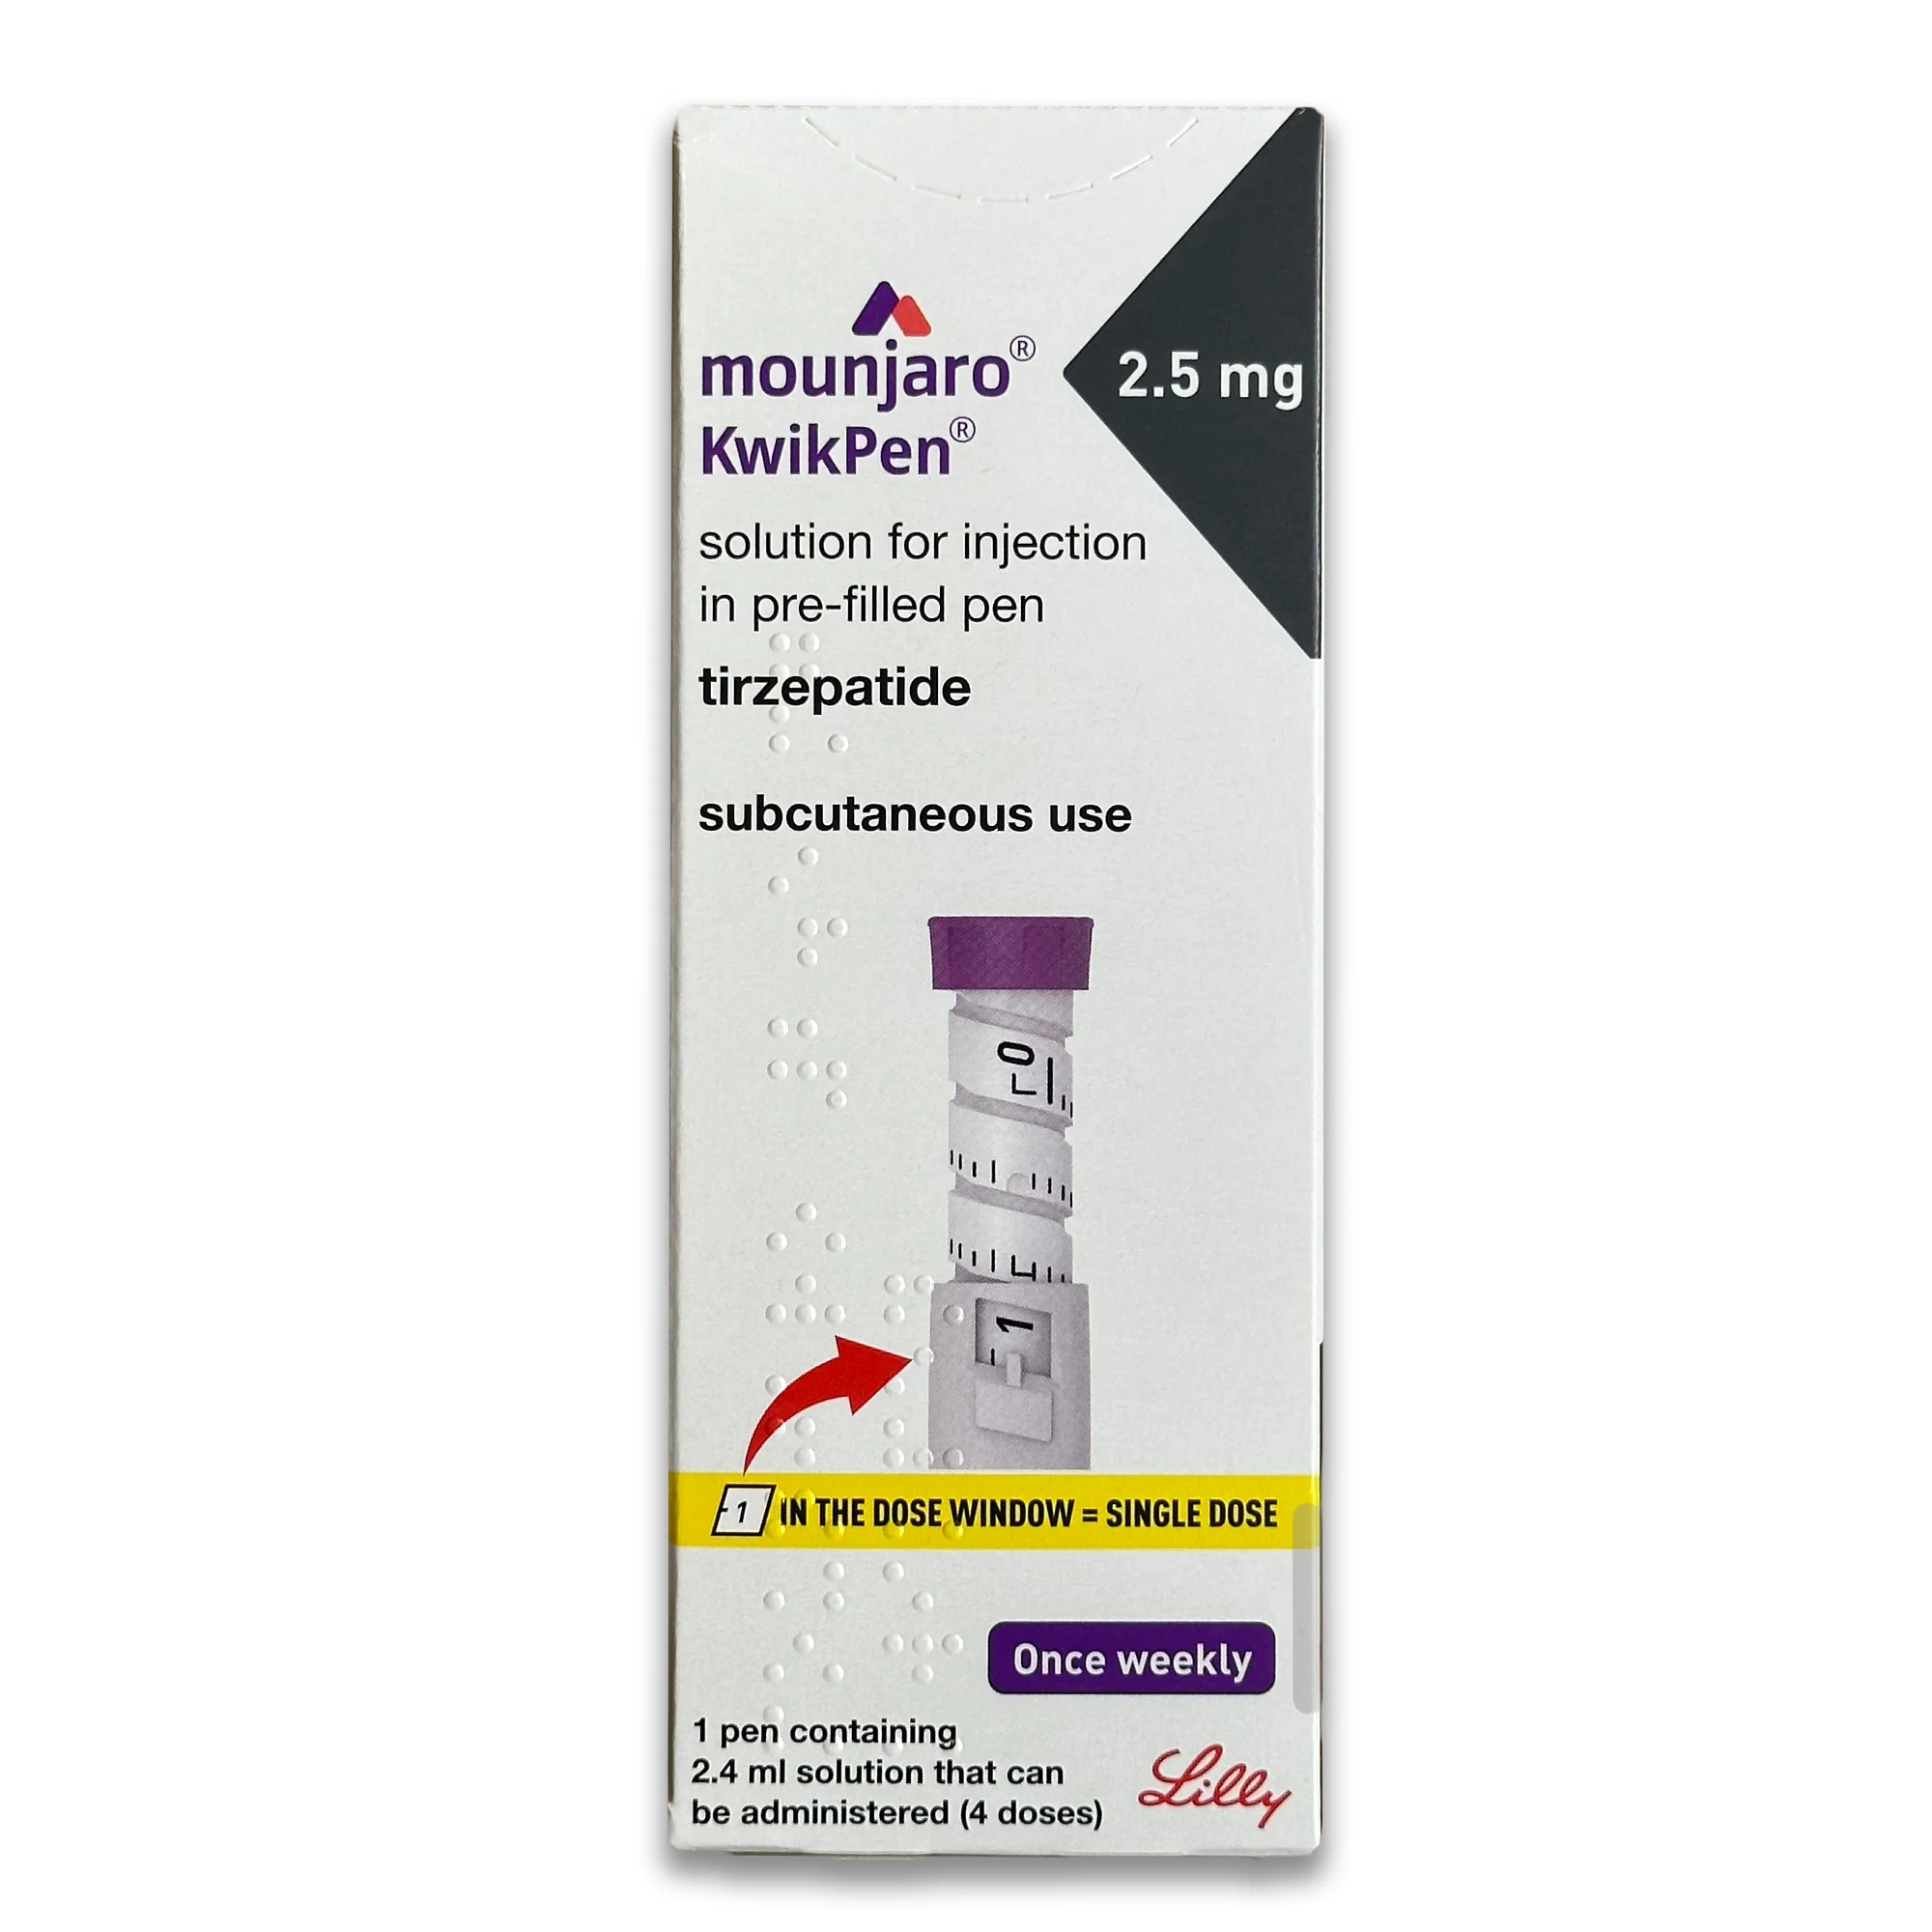 mounjaro®
KwikPen®
2.5 mg
solution for injection
in pre-filled pen
tirzepatide
subcutaneous use
0
1
-1 IN THE DOSE WINDOW = SINGLE DOSE
Once weekly
1 pen containing
2.4 ml solution that can
be administered (4 doses)
Lilly